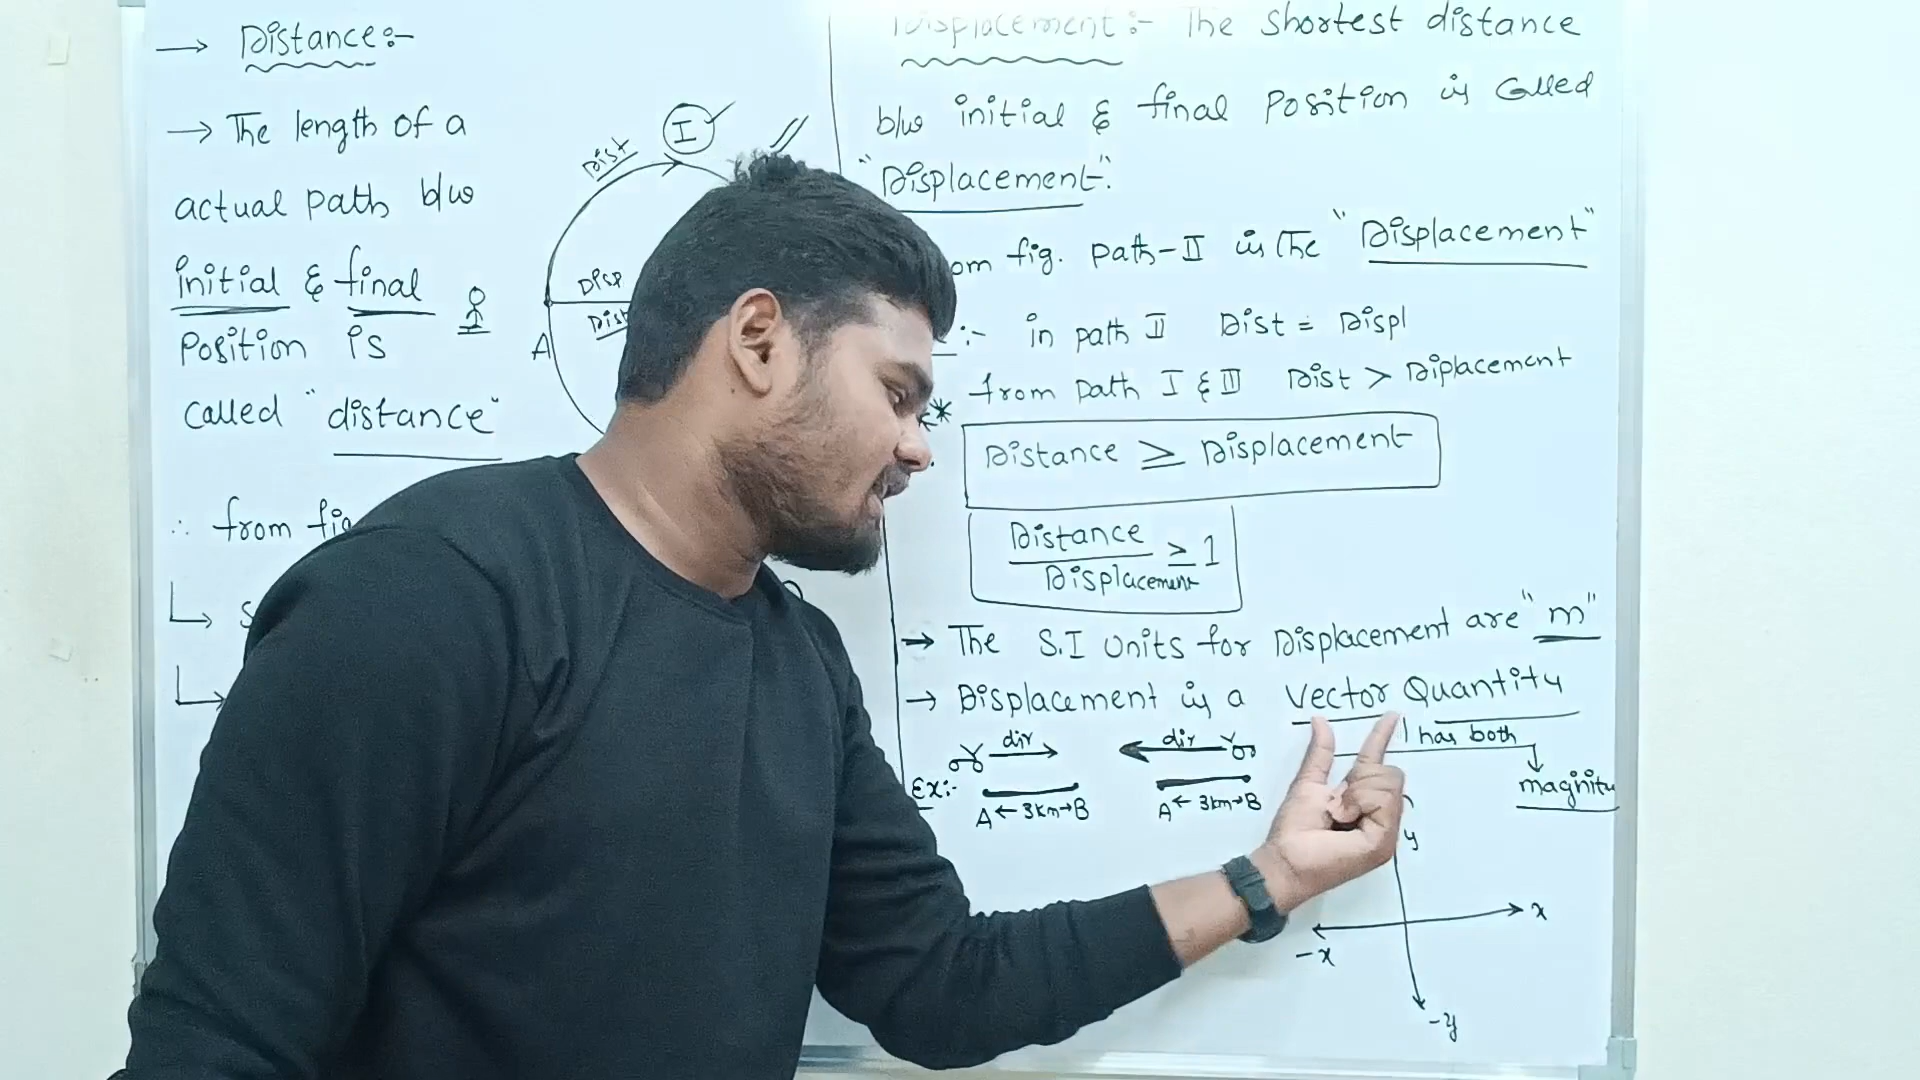 → Distance:-
→ The length of a
actual path b/w
initial & final
position is
called "distance"
∴ from fig
Dist
I
Disp
Dist
A
Displacement:- The shortest distance
b/w initial & final position is called
"Displacement".
om fig. path-II is the "Displacement"
:- in path II Dist = Displ
* from path I & III Dist > Diplacement
Distance ≥ Displacement
Distance
Displacement
≥ 1
→ The S.I Units for Displacement are "m"
→ Displacement is a Vector Quantity
has both
magnitu
dir
dir
Ex:-
A ← 3km → B
A ← 3km → B
y
x
-x
-y